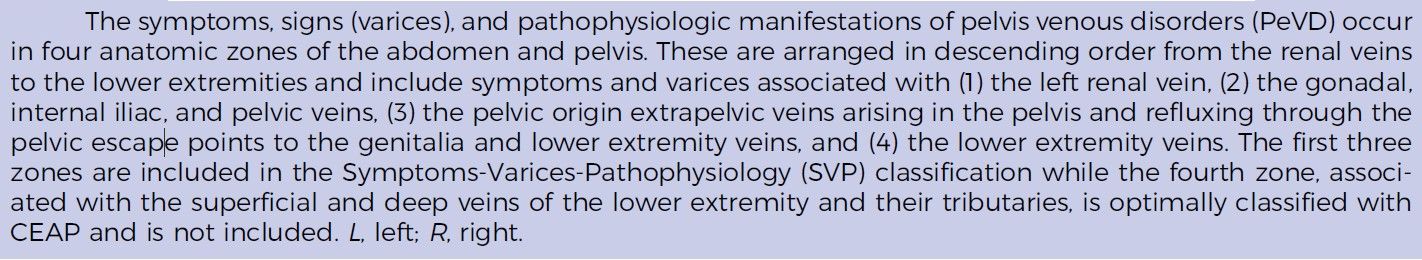 The symptoms, signs (varices), and pathophysiologic manifestations of pelvis venous disorders (PeVD) occur
in four anatomic zones of the abdomen and pelvis. These are arranged in descending order from the renal veins
to the lower extremities and include symptoms and varices associated with (1) the left renal vein, (2) the gonadal,
internal iliac, and pelvic veins, (3) the pelvic origin extrapelvic veins arising in the pelvis and refluxing through the
pelvic escape points to the genitalia and lower extremity veins, and (4) the lower extremity veins. The first three
zones are included in the Symptoms-Varices-Pathophysiology (SVP) classification while the fourth zone, associ-
ated with the superficial and deep veins of the lower extremity and their tributaries, is optimally classified with
CEAP and is not included. L, left; R, right.